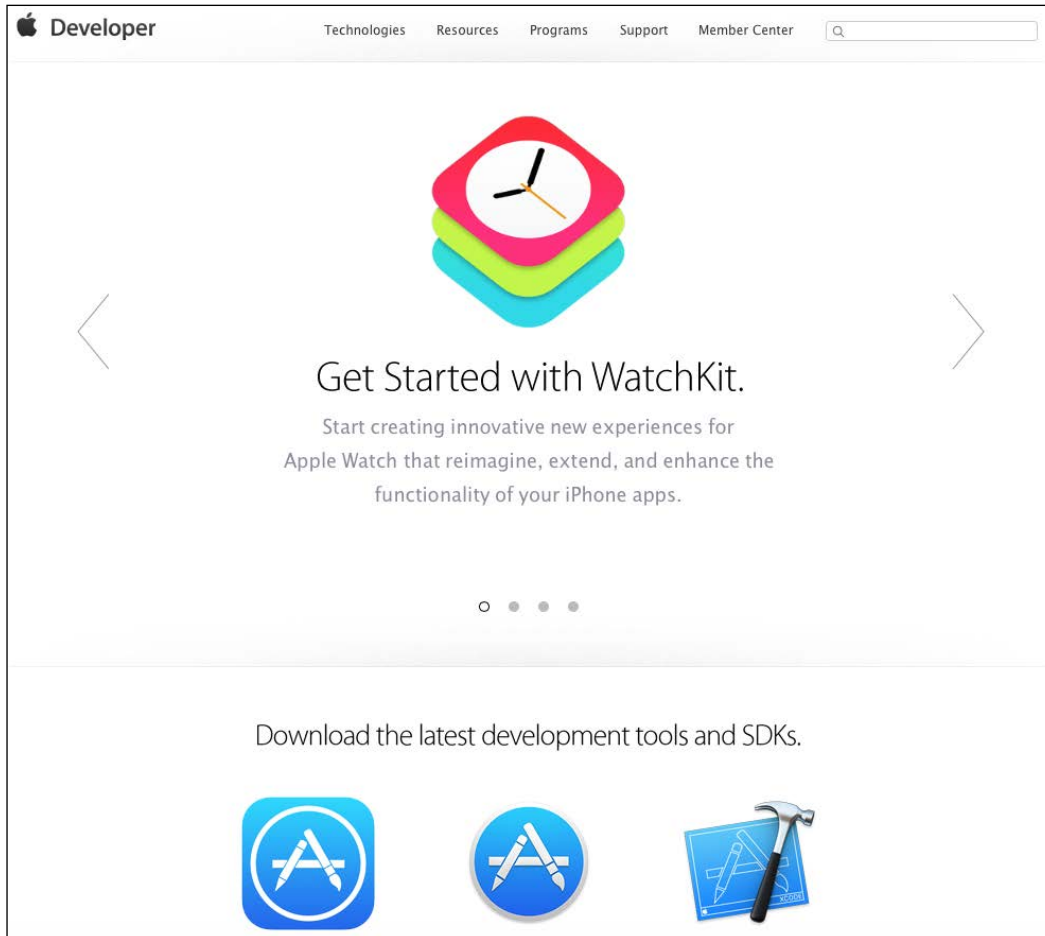 Developer
Technologies Resources Programs Support Member Center
Get Started with WatchKit.
Start creating innovative new experiences for
Apple Watch that reimagine, extend, and enhance the
functionality of your iPhone apps.
Download the latest development tools and SDKs.
XCODE